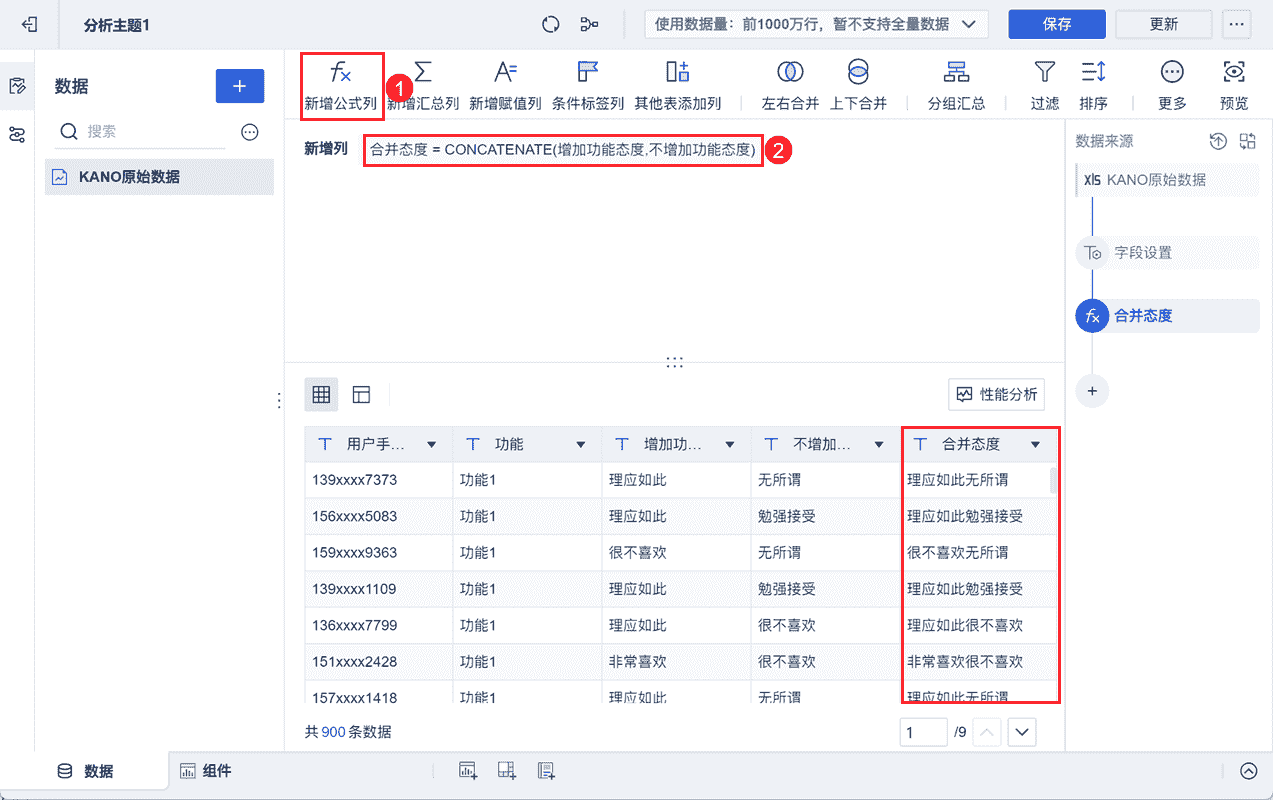 分析主题1
使用数据量：前1000万行，暂不支持全量数据
保存
更新
数据
搜索
KANO原始数据
新增公式列
1
新增汇总列
新增赋值列
条件标签列
其他表添加列
左右合并
上下合并
分组汇总
过滤
排序
更多
预览
新增列
合并态度 = CONCATENATE(增加功能态度,不增加功能态度)
2
数据来源
XlS KANO原始数据
字段设置
fx 合并态度
性能分析
T 用户手... T 功能 T 增加功... T 不增加... T 合并态度
139xxxx7373 功能1 理应如此 无所谓 理应如此无所谓
156xxxx5083 功能1 理应如此 勉强接受 理应如此勉强接受
159xxxx9363 功能1 很不喜欢 无所谓 很不喜欢无所谓
139xxxx1109 功能1 理应如此 勉强接受 理应如此勉强接受
136xxxx7799 功能1 理应如此 很不喜欢 理应如此很不喜欢
151xxxx2428 功能1 非常喜欢 很不喜欢 非常喜欢很不喜欢
157xxxx1418 功能1 理应如此 无所谓 理应如此无所谓
共 900 条数据
1 /9
数据
组件